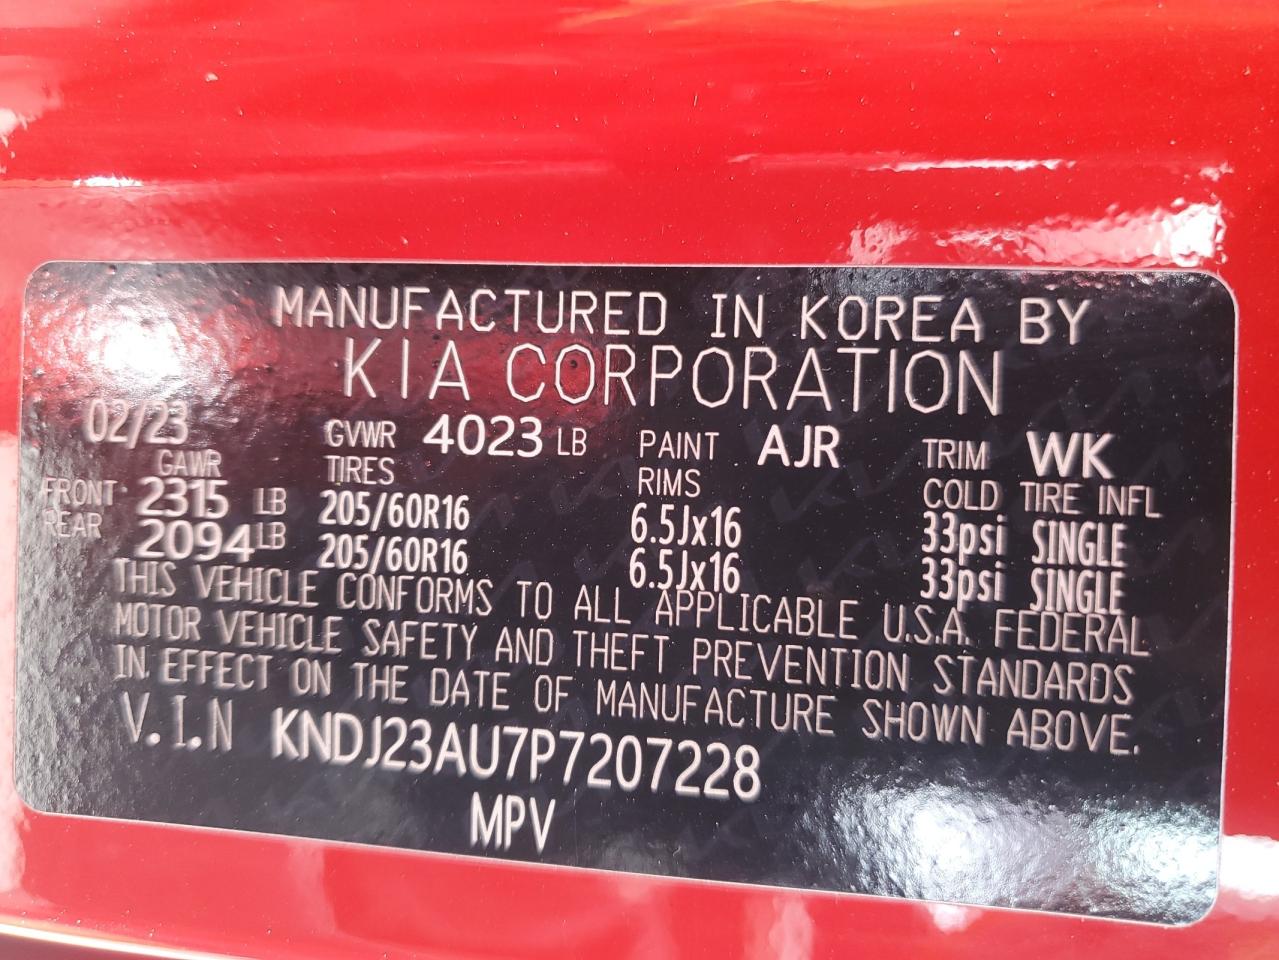 MANUFACTURED IN KOREA BY
KIA CORPORATION
02/23 GVWR 4023 LB PAINT AJR TRIM WK
GAWR TIRES RIMS COLD TIRE INFL
FRONT 2315 LB 205/60R16 6.5Jx16 33psi SINGLE
REAR 2094 LB 205/60R16 6.5Jx16 33psi SINGLE
THIS VEHICLE CONFORMS TO ALL APPLICABLE U.S.A. FEDERAL
MOTOR VEHICLE SAFETY AND THEFT PREVENTION STANDARDS
IN EFFECT ON THE DATE OF MANUFACTURE SHOWN ABOVE.
V.I.N KNDJ23AU7P7207228
MPV